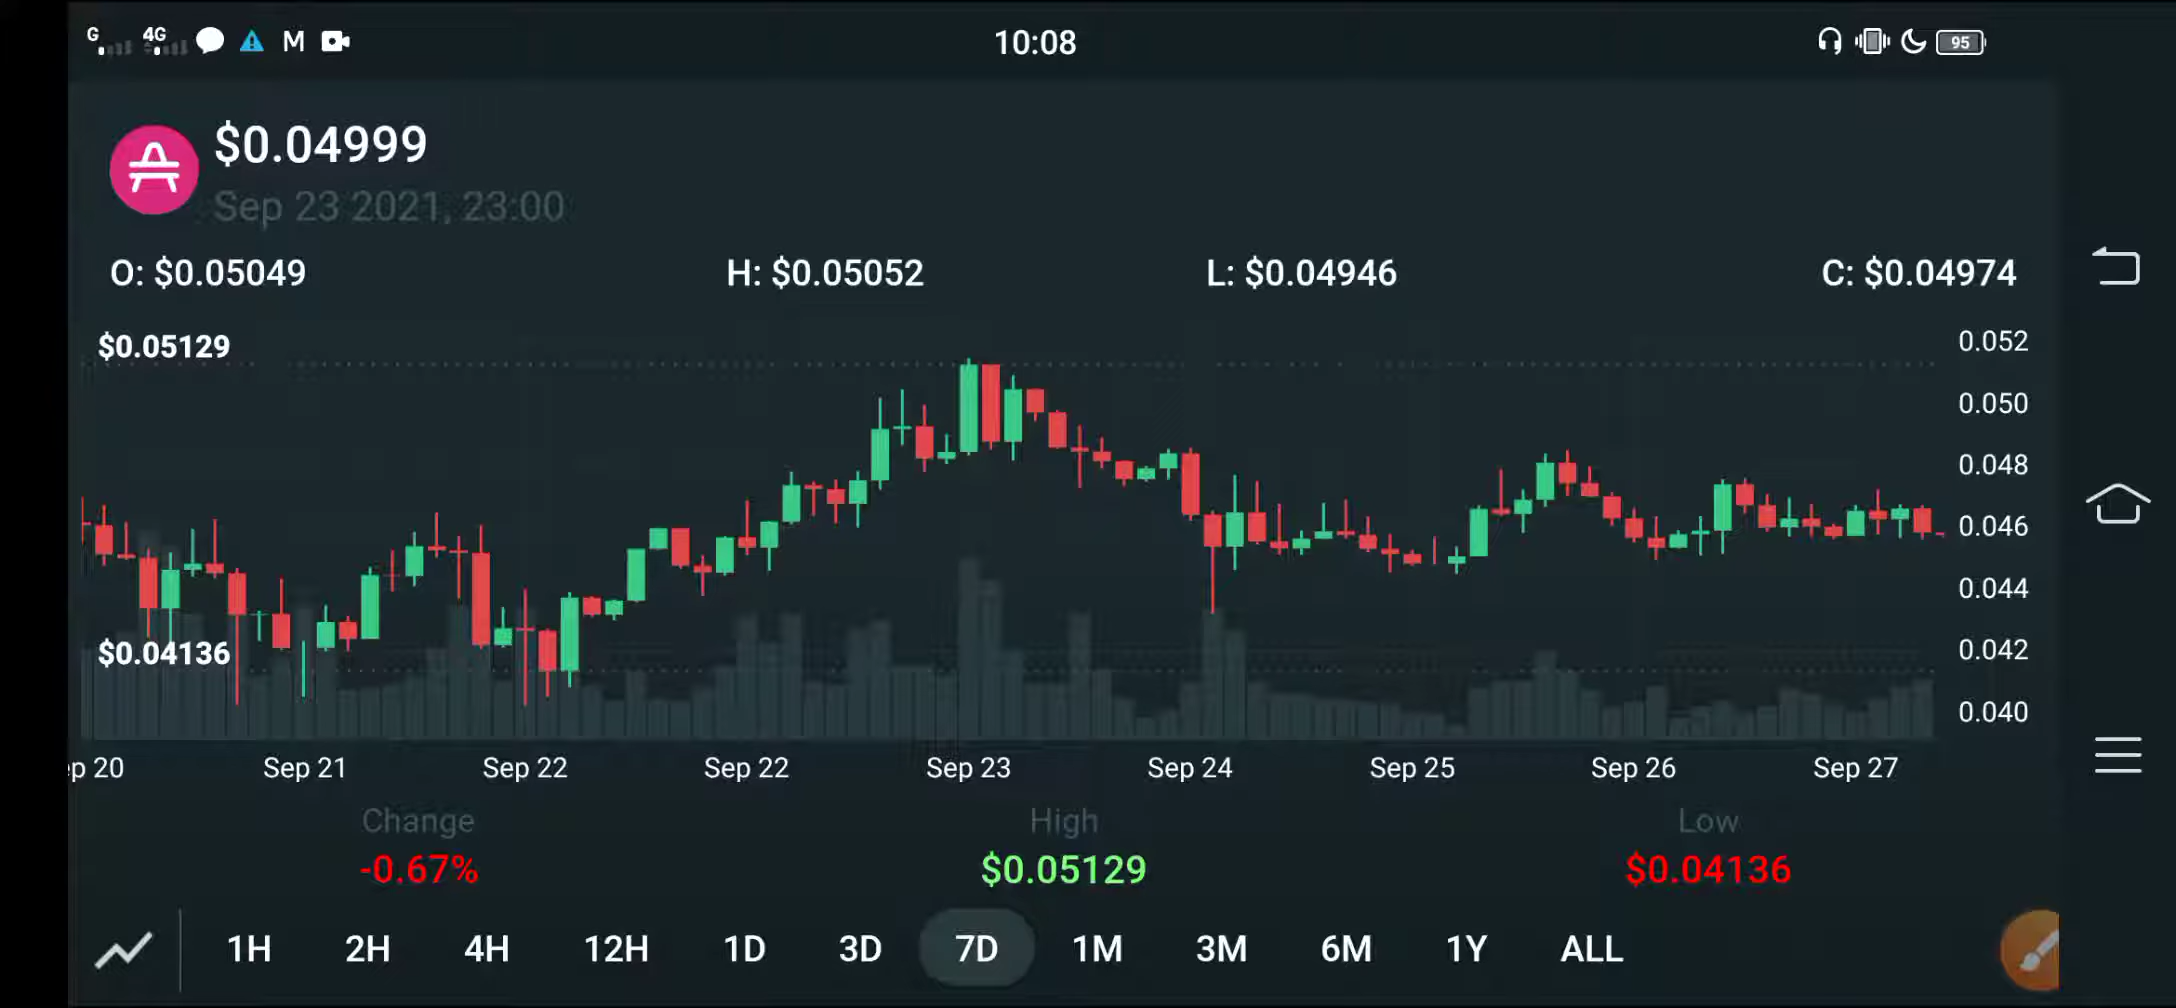 G 4G M 10:08 95
$0.04999
Sep 23 2021, 23:00
O: $0.05049 H: $0.05052 L: $0.04946 C: $0.04974
$0.05129
0.052
0.050
0.048
0.046
0.044
$0.04136
0.042
0.040
p 20 Sep 21 Sep 22 Sep 22 Sep 23 Sep 24 Sep 25 Sep 26 Sep 27
Change High Low
-0.67% $0.05129 $0.04136
1H 2H 4H 12H 1D 3D 7D 1M 3M 6M 1Y ALL